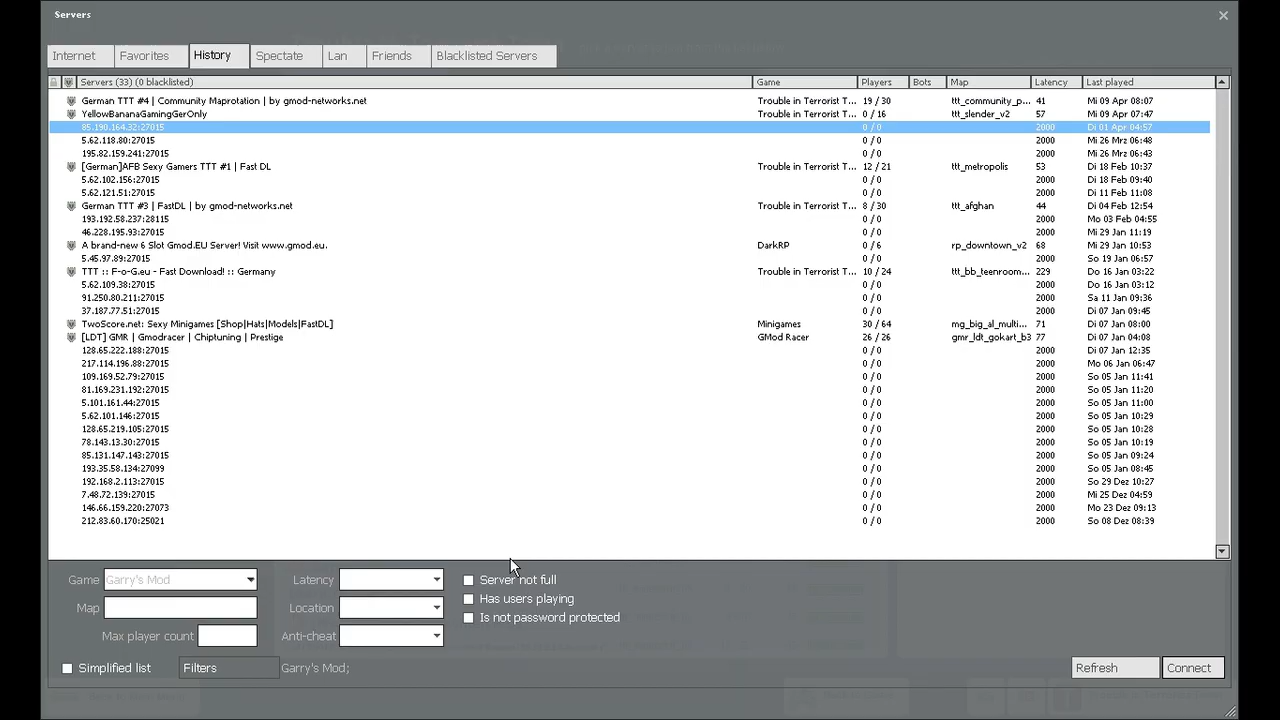 Servers
Internet Favorites History Spectate Lan Friends Blacklisted Servers
Servers (33) (0 blacklisted) Game Players Bots Map Latency Last played
German TTT #4 | Community Maprotation | by gmod-networks.net Trouble in Terrorist T... 19 / 30 ttt_community_p... 41 Mi 09 Apr 08:07
YellowBananaGamingGerOnly Trouble in Terrorist T... 0 / 16 ttt_slender_v2 57 Mi 09 Apr 07:47
85.190.164.32:27015 0 / 0 2000 Di 01 Apr 04:57
5.62.118.80:27015 0 / 0 2000 Mi 26 Mrz 06:48
195.82.159.241:27015 0 / 0 2000 Mi 26 Mrz 06:43
[German]AFB Sexy Gamers TTT #1 | Fast DL Trouble in Terrorist T... 12 / 21 ttt_metropolis 53 Di 18 Feb 10:37
5.62.102.156:27015 0 / 0 2000 Di 18 Feb 09:40
5.62.121.51:27015 0 / 0 2000 Di 11 Feb 11:08
German TTT #3 | FastDL | by gmod-networks.net Trouble in Terrorist T... 8 / 30 ttt_afghan 44 Di 04 Feb 12:54
193.192.58.237:28115 0 / 0 2000 Mo 03 Feb 04:55
46.228.195.93:27015 0 / 0 2000 Mi 29 Jan 11:19
A brand-new 6 Slot Gmod.EU Server! Visit www.gmod.eu. DarkRP 0 / 6 rp_downtown_v2 68 Mi 29 Jan 10:53
5.45.97.89:27015 0 / 0 2000 So 19 Jan 06:57
TTT :: F-o-G.eu - Fast Download! :: Germany Trouble in Terrorist T... 10 / 24 ttt_bb_teenroom... 229 Do 16 Jan 03:22
5.62.109.38:27015 0 / 0 2000 Do 16 Jan 03:12
91.250.80.211:27015 0 / 0 2000 Sa 11 Jan 09:36
37.187.77.51:27015 0 / 0 2000 Di 07 Jan 09:45
TwoScore.net: Sexy Minigames [Shop|Hats|Models|FastDL] Minigames 30 / 64 mg_big_al_multi... 71 Di 07 Jan 08:00
[LDT] GMR | Gmodracer | Chiptuning | Prestige GMod Racer 26 / 26 gmr_ldt_gokart_b3 77 Di 07 Jan 04:08
128.65.222.188:27015 0 / 0 2000 Di 07 Jan 12:35
217.114.196.88:27015 0 / 0 2000 Mo 06 Jan 06:47
109.169.52.79:27015 0 / 0 2000 So 05 Jan 11:41
81.169.231.192:27015 0 / 0 2000 So 05 Jan 11:20
5.101.161.44:27015 0 / 0 2000 So 05 Jan 11:00
5.62.101.146:27015 0 / 0 2000 So 05 Jan 10:29
128.65.219.105:27015 0 / 0 2000 So 05 Jan 10:28
78.143.13.30:27015 0 / 0 2000 So 05 Jan 10:19
85.131.147.143:27015 0 / 0 2000 So 05 Jan 09:24
193.35.58.134:27099 0 / 0 2000 So 05 Jan 08:45
192.168.2.113:27015 0 / 0 2000 So 29 Dez 10:27
7.48.72.139:27015 0 / 0 2000 Mi 25 Dez 04:59
146.66.159.220:27073 0 / 0 2000 Mo 23 Dez 09:13
212.83.60.170:25021 0 / 0 2000 So 08 Dez 08:39
Game Garry's Mod Latency Server not full
Map Location Has users playing
Is not password protected
Max player count Anti-cheat
Simplified list Filters Garry's Mod; Refresh Connect